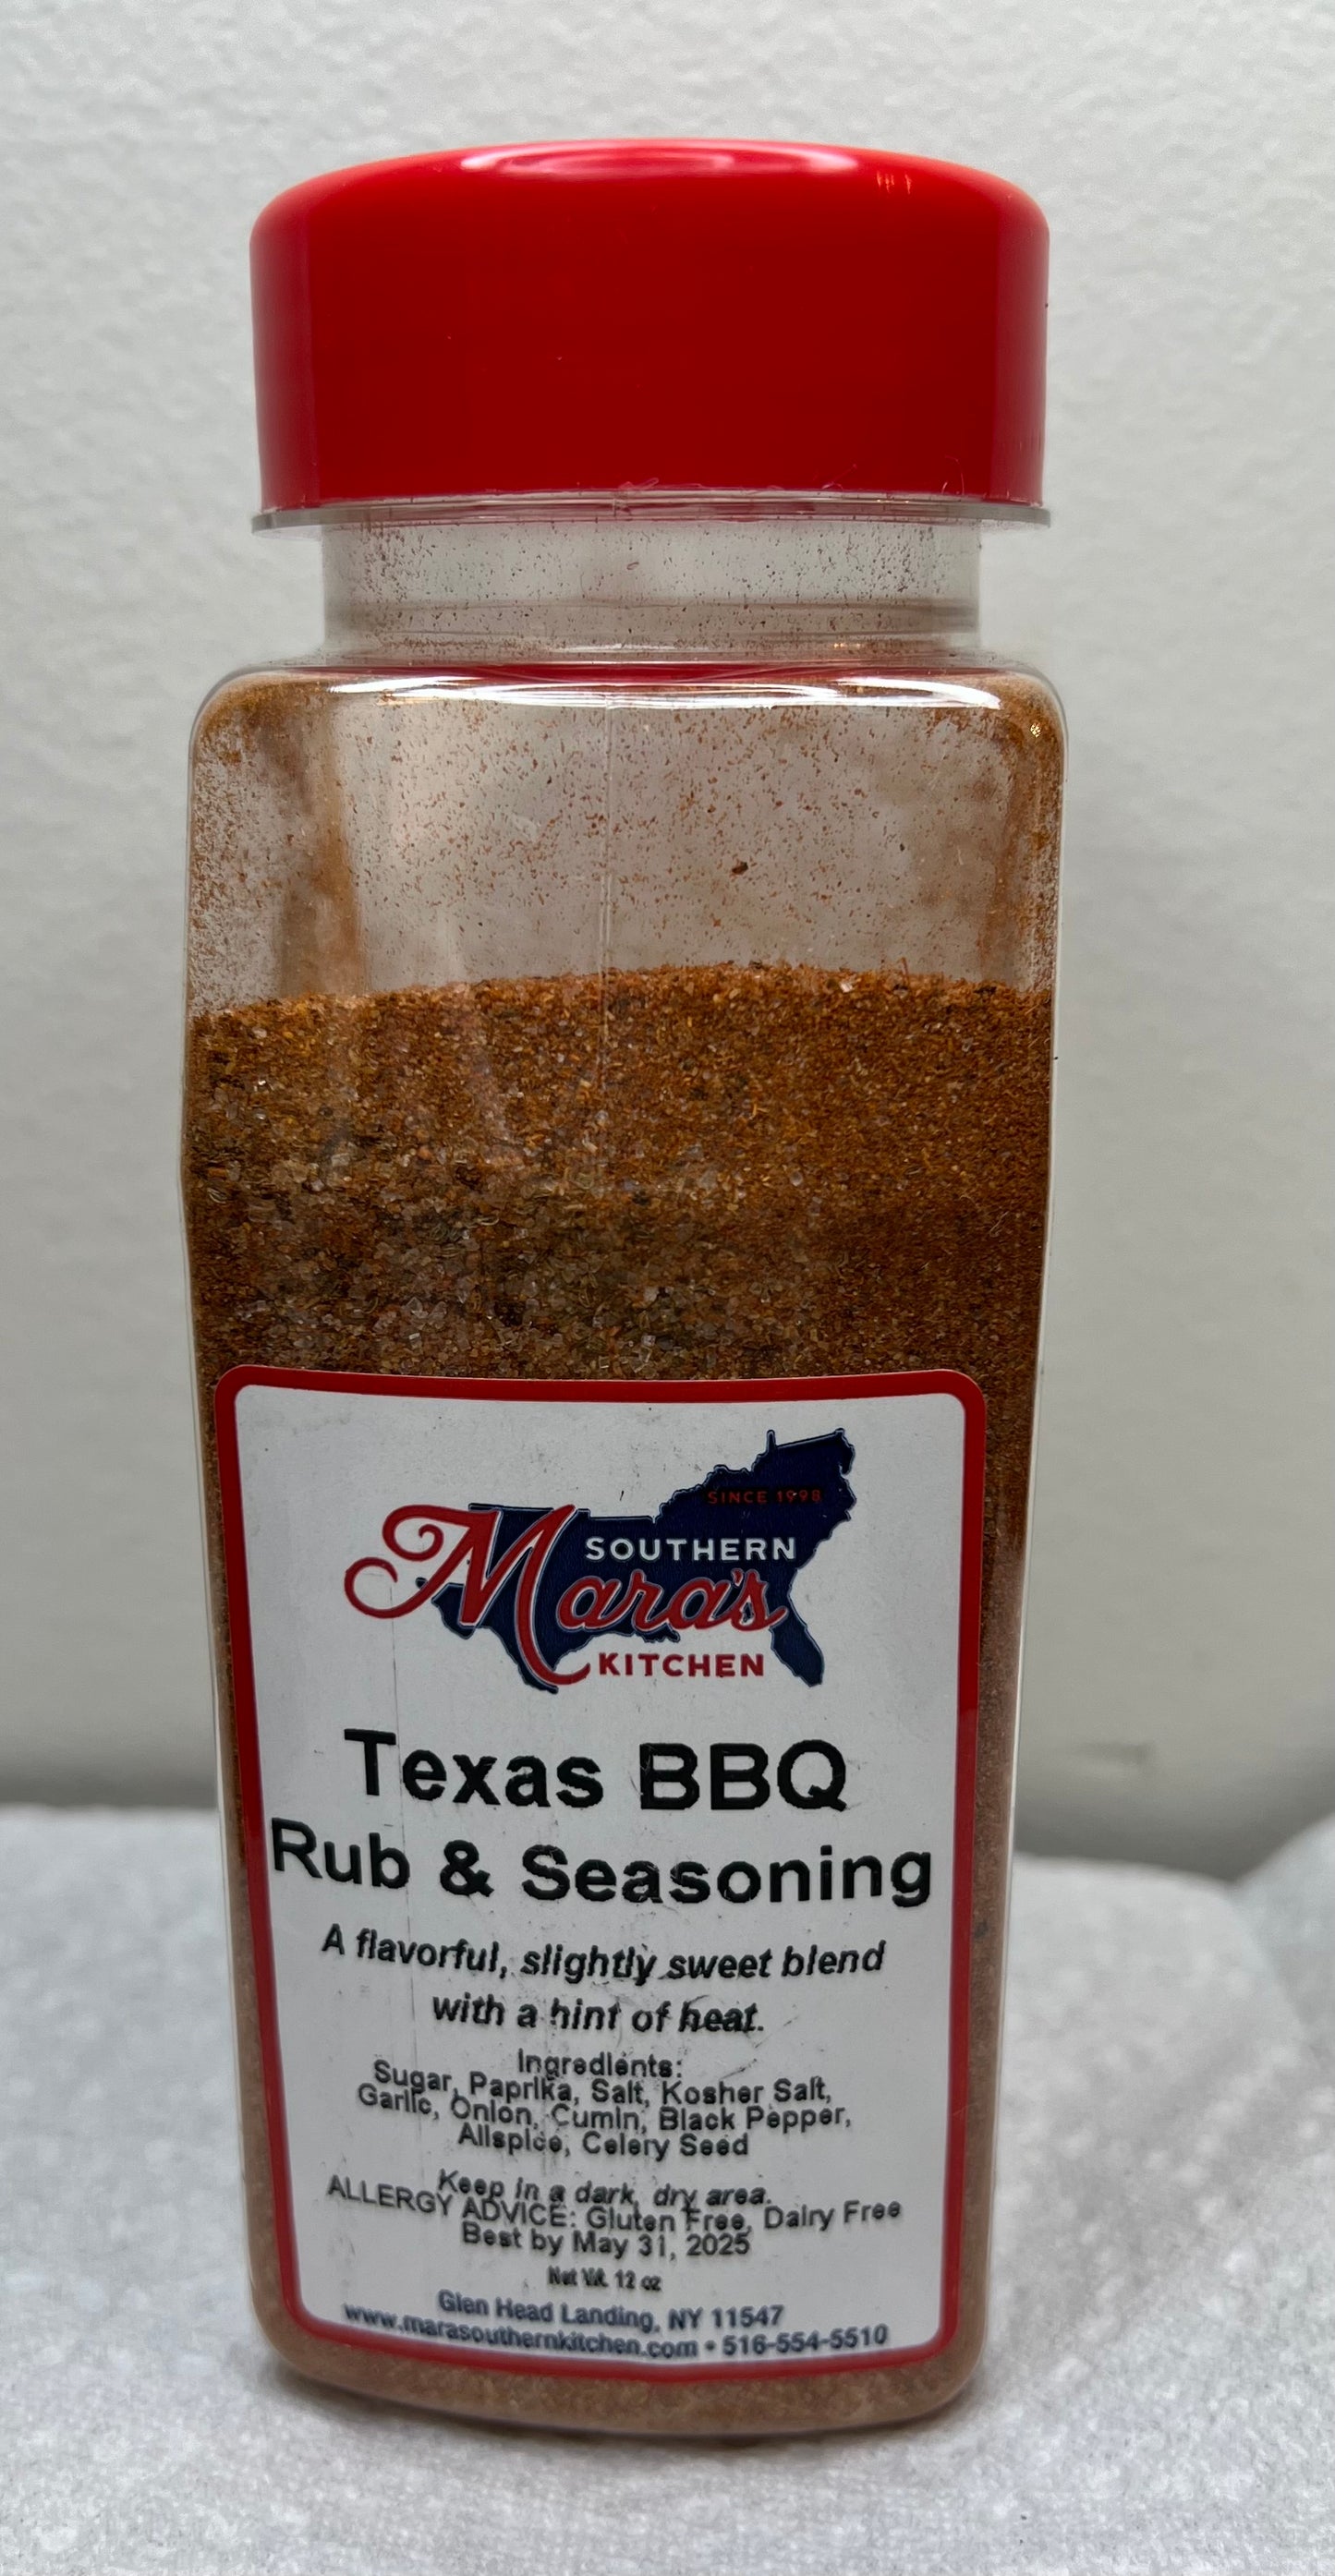 SINCE 1998
SOUTHERN
Mara's
KITCHEN
Texas BBQ
Rub & Seasoning
A flavorful, slightly sweet blend
with a hint of heat.
Ingredients:
Sugar, Paprika, Salt, Kosher Salt,
Garlic, Onion, Cumin, Black Pepper,
Allspice, Celery Seed
Keep in a dark, dry area.
ALLERGY ADVICE: Gluten Free, Dairy Free
Best by May 31, 2025
Net Wt. 12 oz
Glen Head Landing, NY 11547
www.marasouthernkitchen.com • 516-554-5510